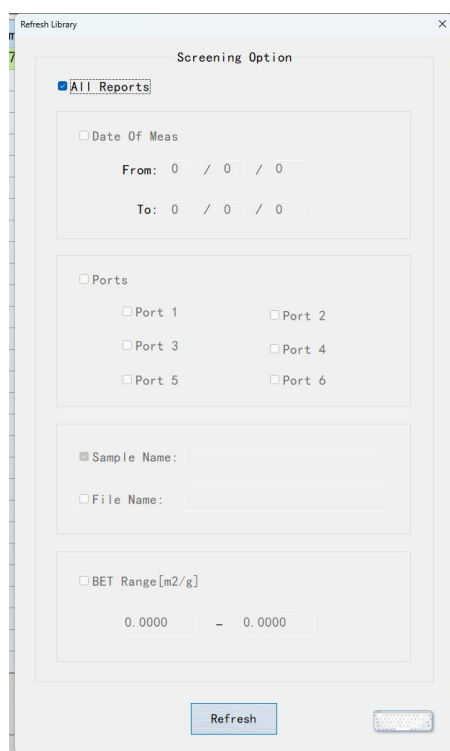 Refresh Library
Screening Option
All Reports
Date Of Meas
From: 0 / 0 / 0
To: 0 / 0 / 0
Ports
Port 1 Port 2
Port 3 Port 4
Port 5 Port 6
Sample Name:
File Name:
BET Range[m2/g]
0.0000 – 0.0000
Refresh